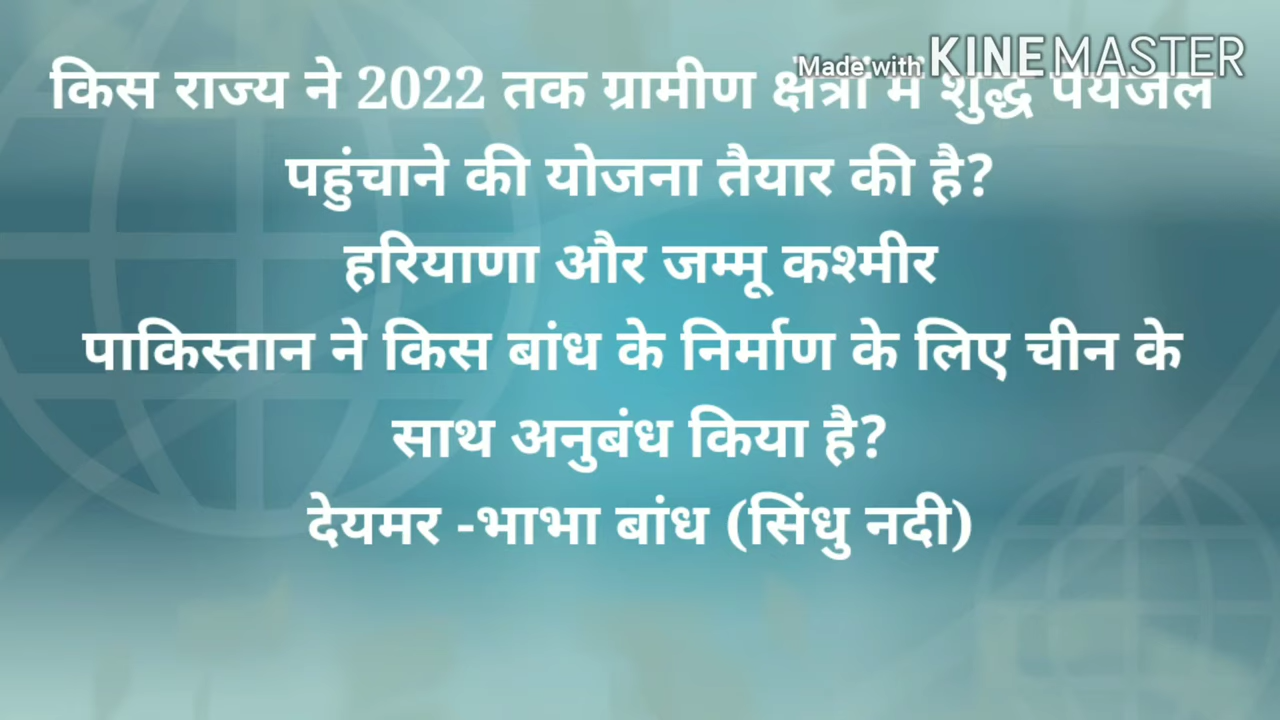 Made with KINEMASTER
किस राज्य ने 2022 तक ग्रामीण क्षेत्रों में शुद्ध पेयजल
पहुंचाने की योजना तैयार की है?
हरियाणा और जम्मू कश्मीर
पाकिस्तान ने किस बांध के निर्माण के लिए चीन के
साथ अनुबंध किया है?
देयमर -भाभा बांध (सिंधु नदी)